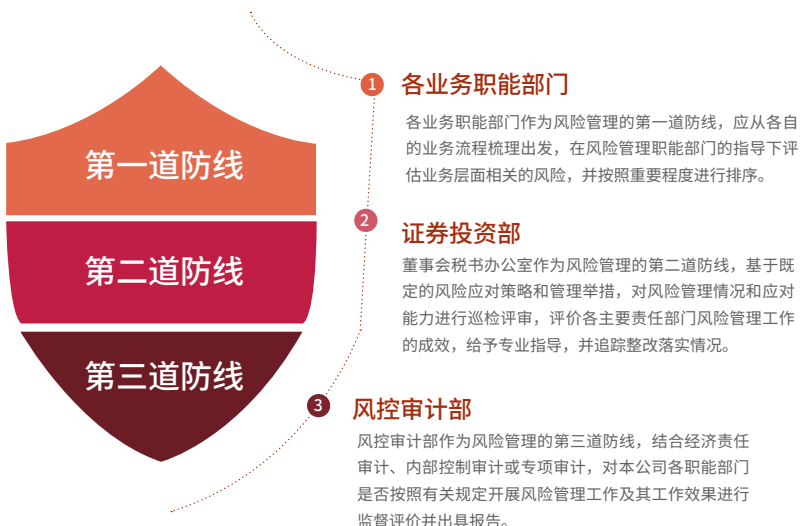 第一道防线
第二道防线
第三道防线
1 各业务职能部门
各业务职能部门作为风险管理的第一道防线，应从各自
的业务流程梳理出发，在风险管理职能部门的指导下评
估业务层面相关的风险，并按照重要程度进行排序。
2 证券投资部
董事会税书办公室作为风险管理的第二道防线，基于既
定的风险应对策略和管理举措，对风险管理情况和应对
能力进行巡检评审，评价各主要责任部门风险管理工作
的成效，给予专业指导，并追踪整改落实情况。
3 风控审计部
风控审计部作为风险管理的第三道防线，结合经济责任
审计、内部控制审计或专项审计，对本公司各职能部门
是否按照有关规定开展风险管理工作及其工作效果进行
监督评价并出具报告。